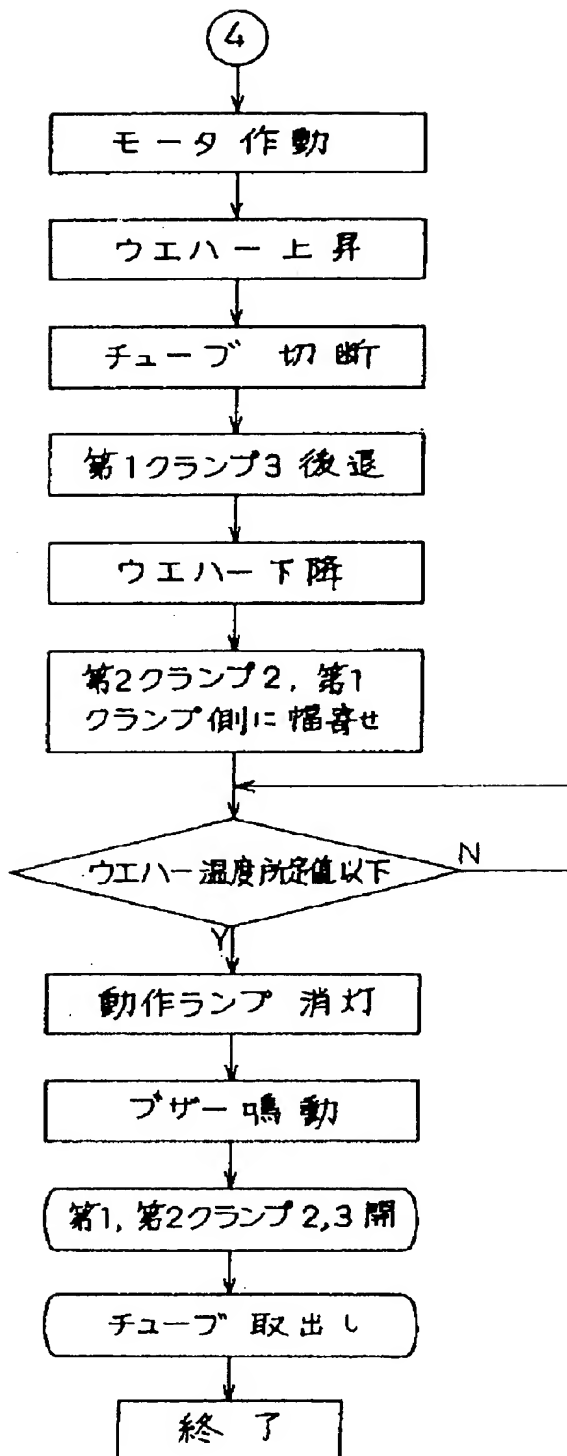 4
モータ 作動
ウエハー 上昇
チューブ 切断
第1クランプ3 後退
ウエハー 下降
第2クランプ2, 第1
クランプ側に幅寄せ
ウエハー温度所定値以下
N
Y
動作ランプ 消灯
ブザー 鳴動
第1, 第2クランプ2,3 開
チューブ 取出し
終了